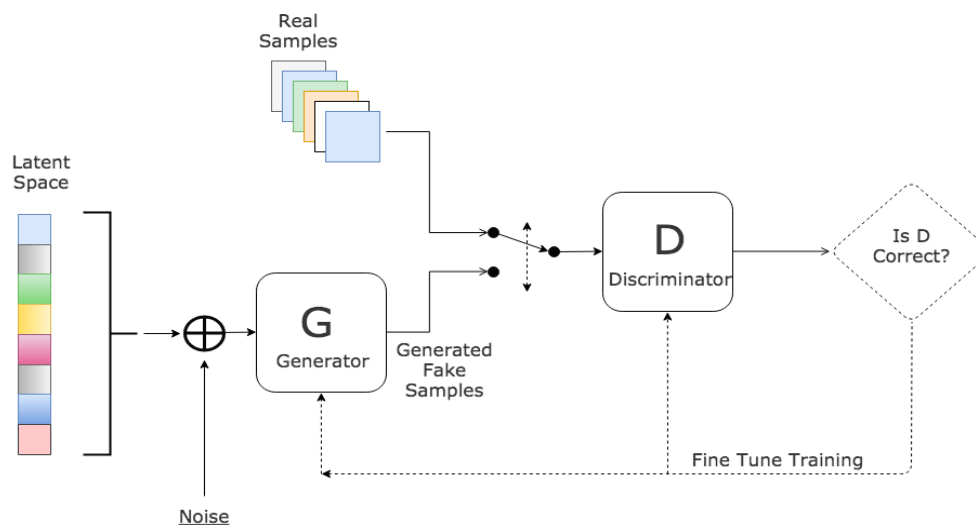 Real
Samples
Latent
Space
G
Generator
Generated
Fake
Samples
D
Discriminator
Is D
Correct?
Fine Tune Training
Noise